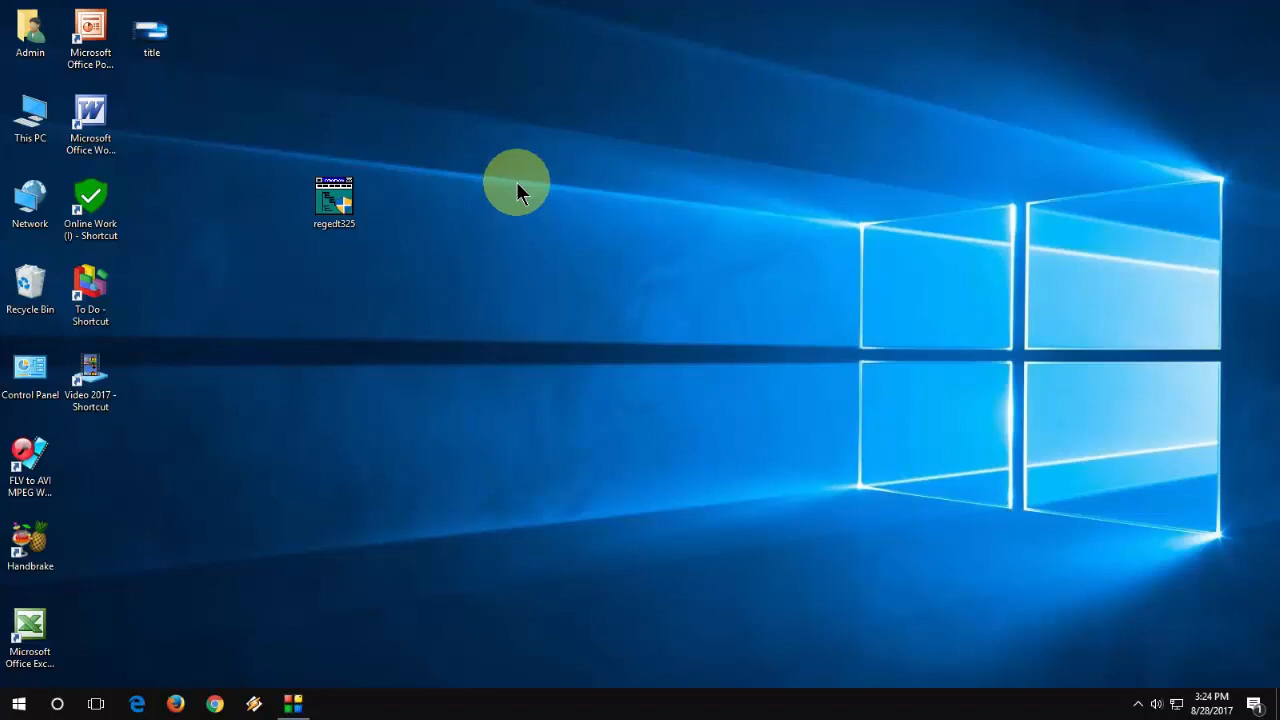 Admin
Microsoft
Office Po...
title
This PC
Microsoft
Office Wo...
Network
Online Work
(I) - Shortcut
regedt325
Recycle Bin
To Do -
Shortcut
Control Panel
Video 2017 -
Shortcut
FLV to AVI
MPEG W...
Handbrake
Microsoft
Office Exc...
3:24 PM
8/28/2017
1